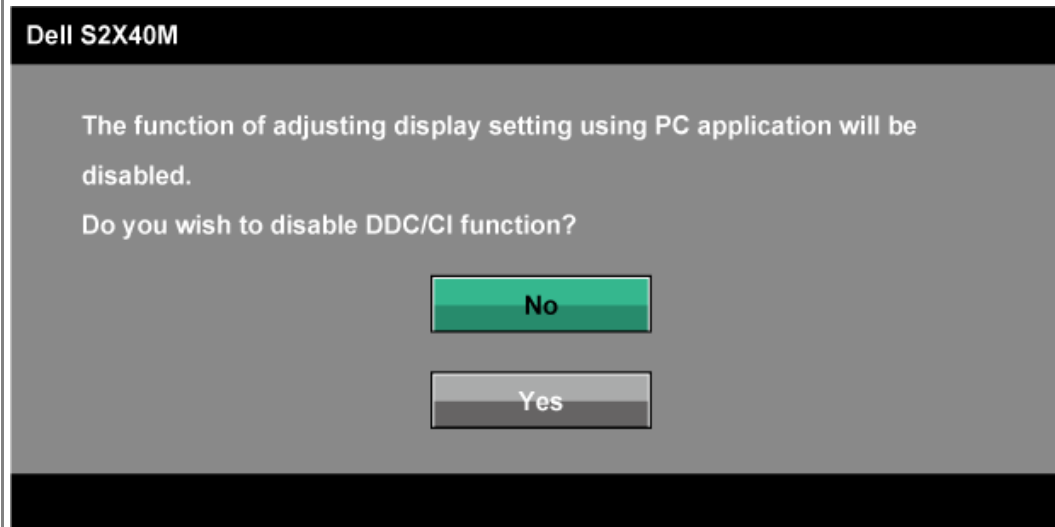 Dell S2X40M
The function of adjusting display setting using PC application will be
disabled.
Do you wish to disable DDC/CI function?
No
Yes